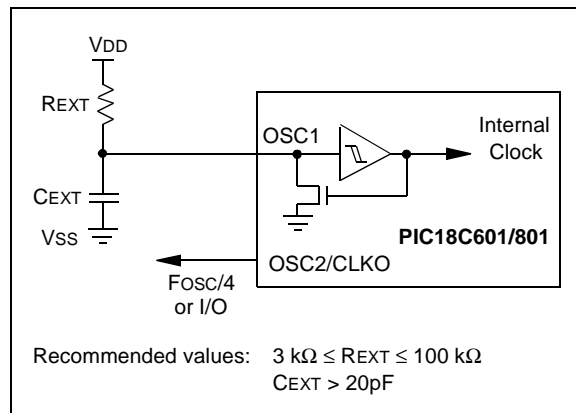 VDD
REXT
OSC1
Internal
Clock
CEXT
VSS
PIC18C601/801
OSC2/CLKO
FOSC/4
or I/O
Recommended values: 3 kΩ ≤ REXT ≤ 100 kΩ
CEXT > 20pF